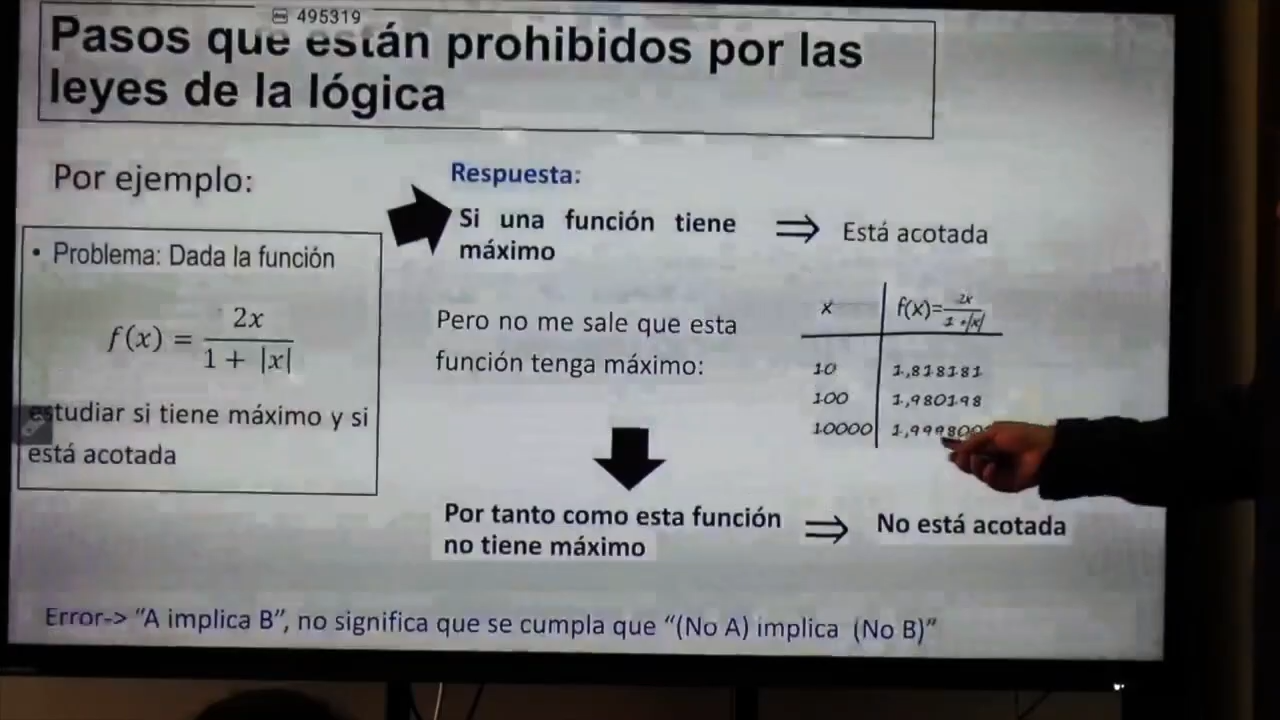 495319
Pasos que están prohibidos por las
leyes de la lógica
Por ejemplo:
• Problema: Dada la función
f(x) = 2x / 1 + |x|
estudiar si tiene máximo y si
está acotada
Respuesta:
Si una función tiene
máximo
⇒ Está acotada
Pero no me sale que esta
función tenga máximo:
x f(x)=2x / 1+|x|
10 1,818181
100 1,980198
10000 1,999800
Por tanto como esta función
no tiene máximo
⇒ No está acotada
Error-> “A implica B”, no significa que se cumpla que “(No A) implica (No B)”